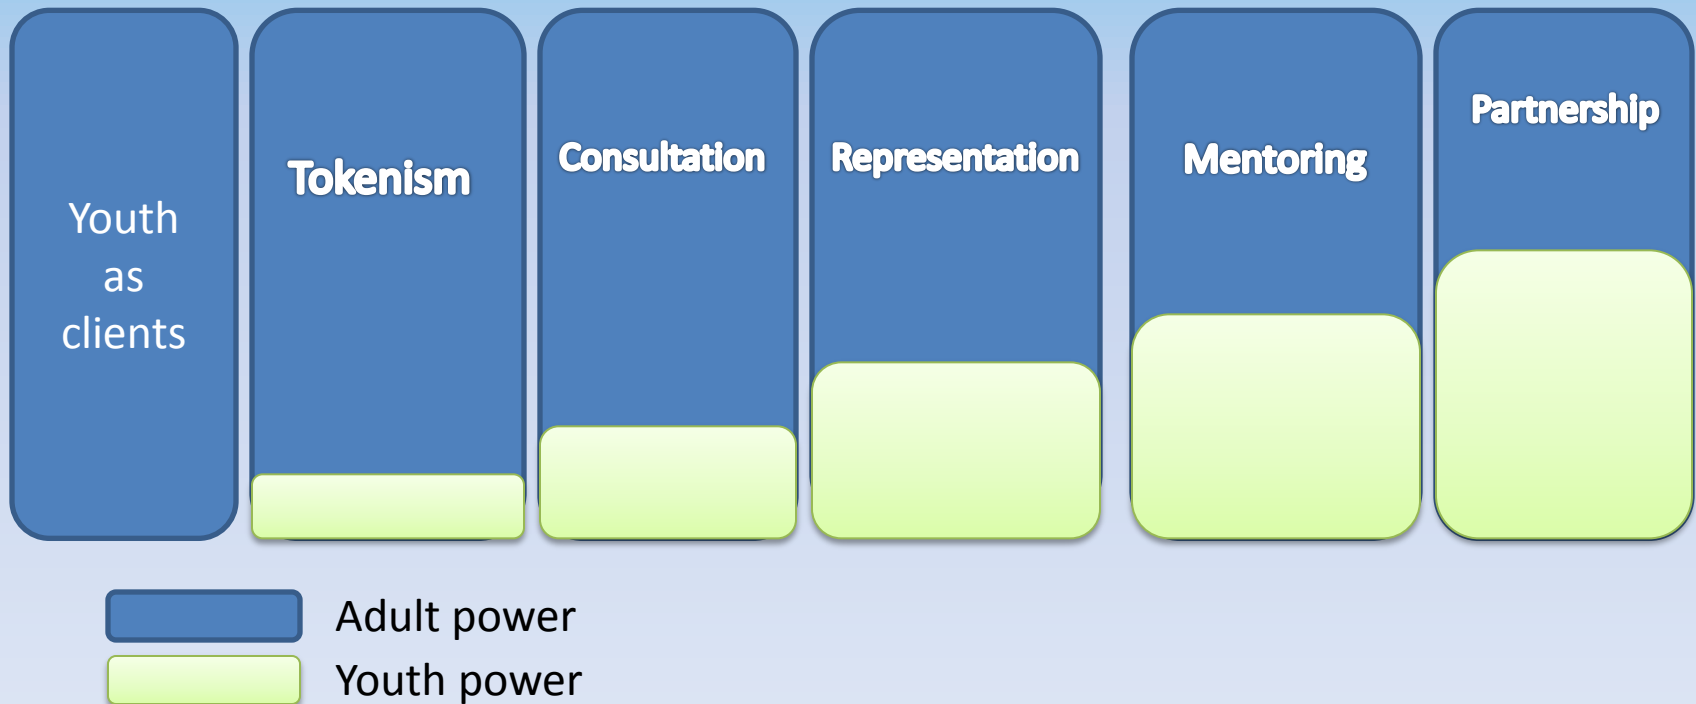 Youth
as
clients
Tokenism
Consultation
Representation
Mentoring
Partnership
Adult power
Youth power